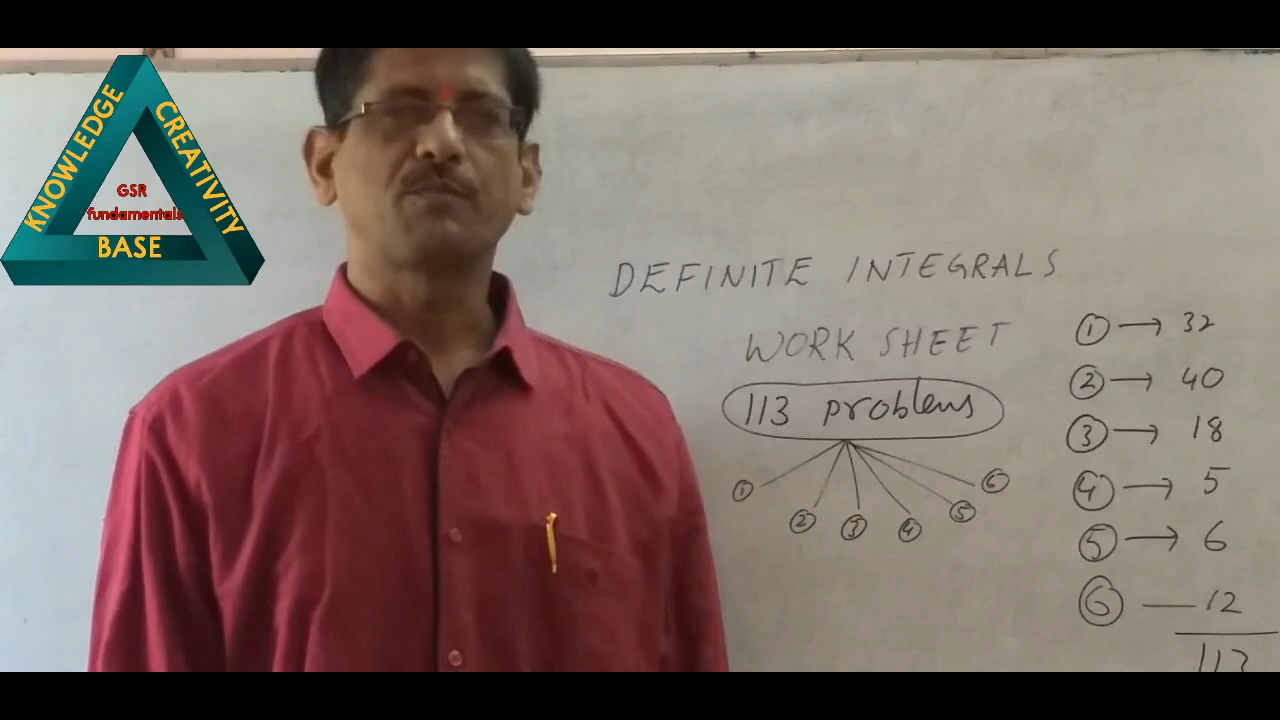 KNOWLEDGE
CREATIVITY
GSR
fundamentals
BASE
DEFINITE INTEGRALS
WORK SHEET
113 problems
① ② ③ ④ ⑤ ⑥
① → 32
② → 40
③ → 18
④ → 5
⑤ → 6
⑥ — 12
113